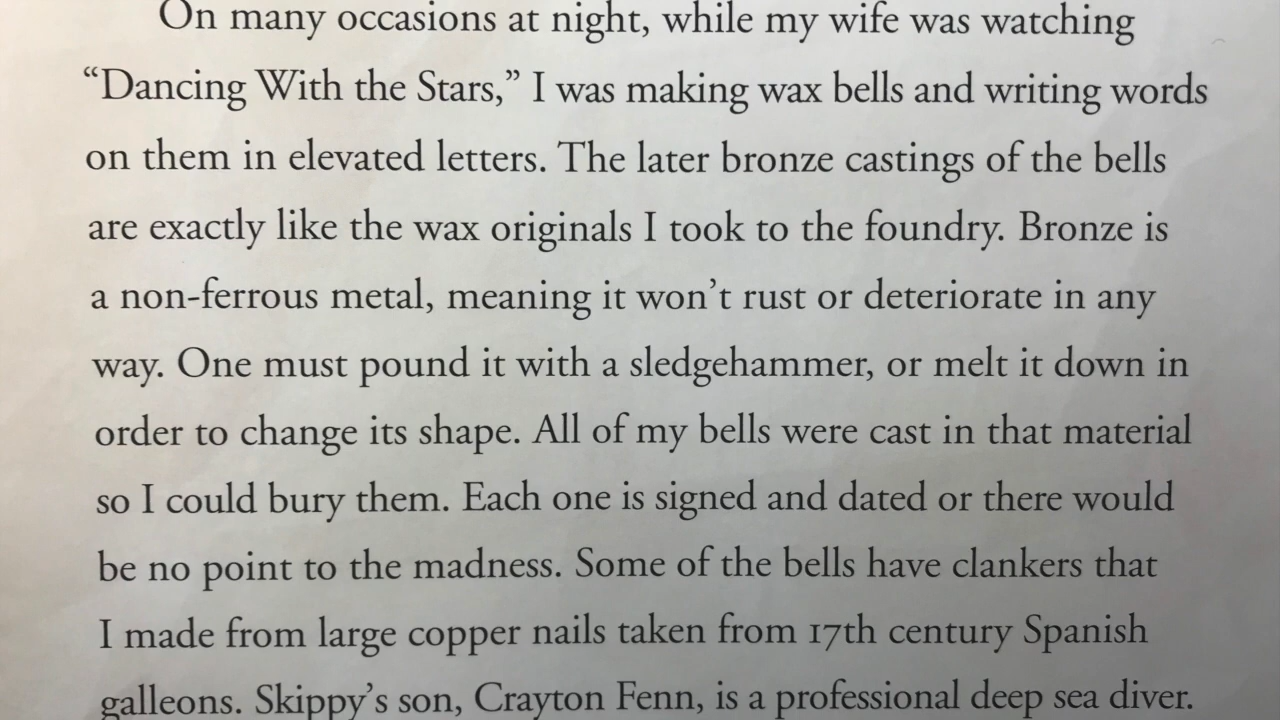 On many occasions at night, while my wife was watching
“Dancing With the Stars,” I was making wax bells and writing words
on them in elevated letters. The later bronze castings of the bells
are exactly like the wax originals I took to the foundry. Bronze is
a non-ferrous metal, meaning it won’t rust or deteriorate in any
way. One must pound it with a sledgehammer, or melt it down in
order to change its shape. All of my bells were cast in that material
so I could bury them. Each one is signed and dated or there would
be no point to the madness. Some of the bells have clankers that
I made from large copper nails taken from 17th century Spanish
galleons. Skippy’s son, Crayton Fenn, is a professional deep sea diver.